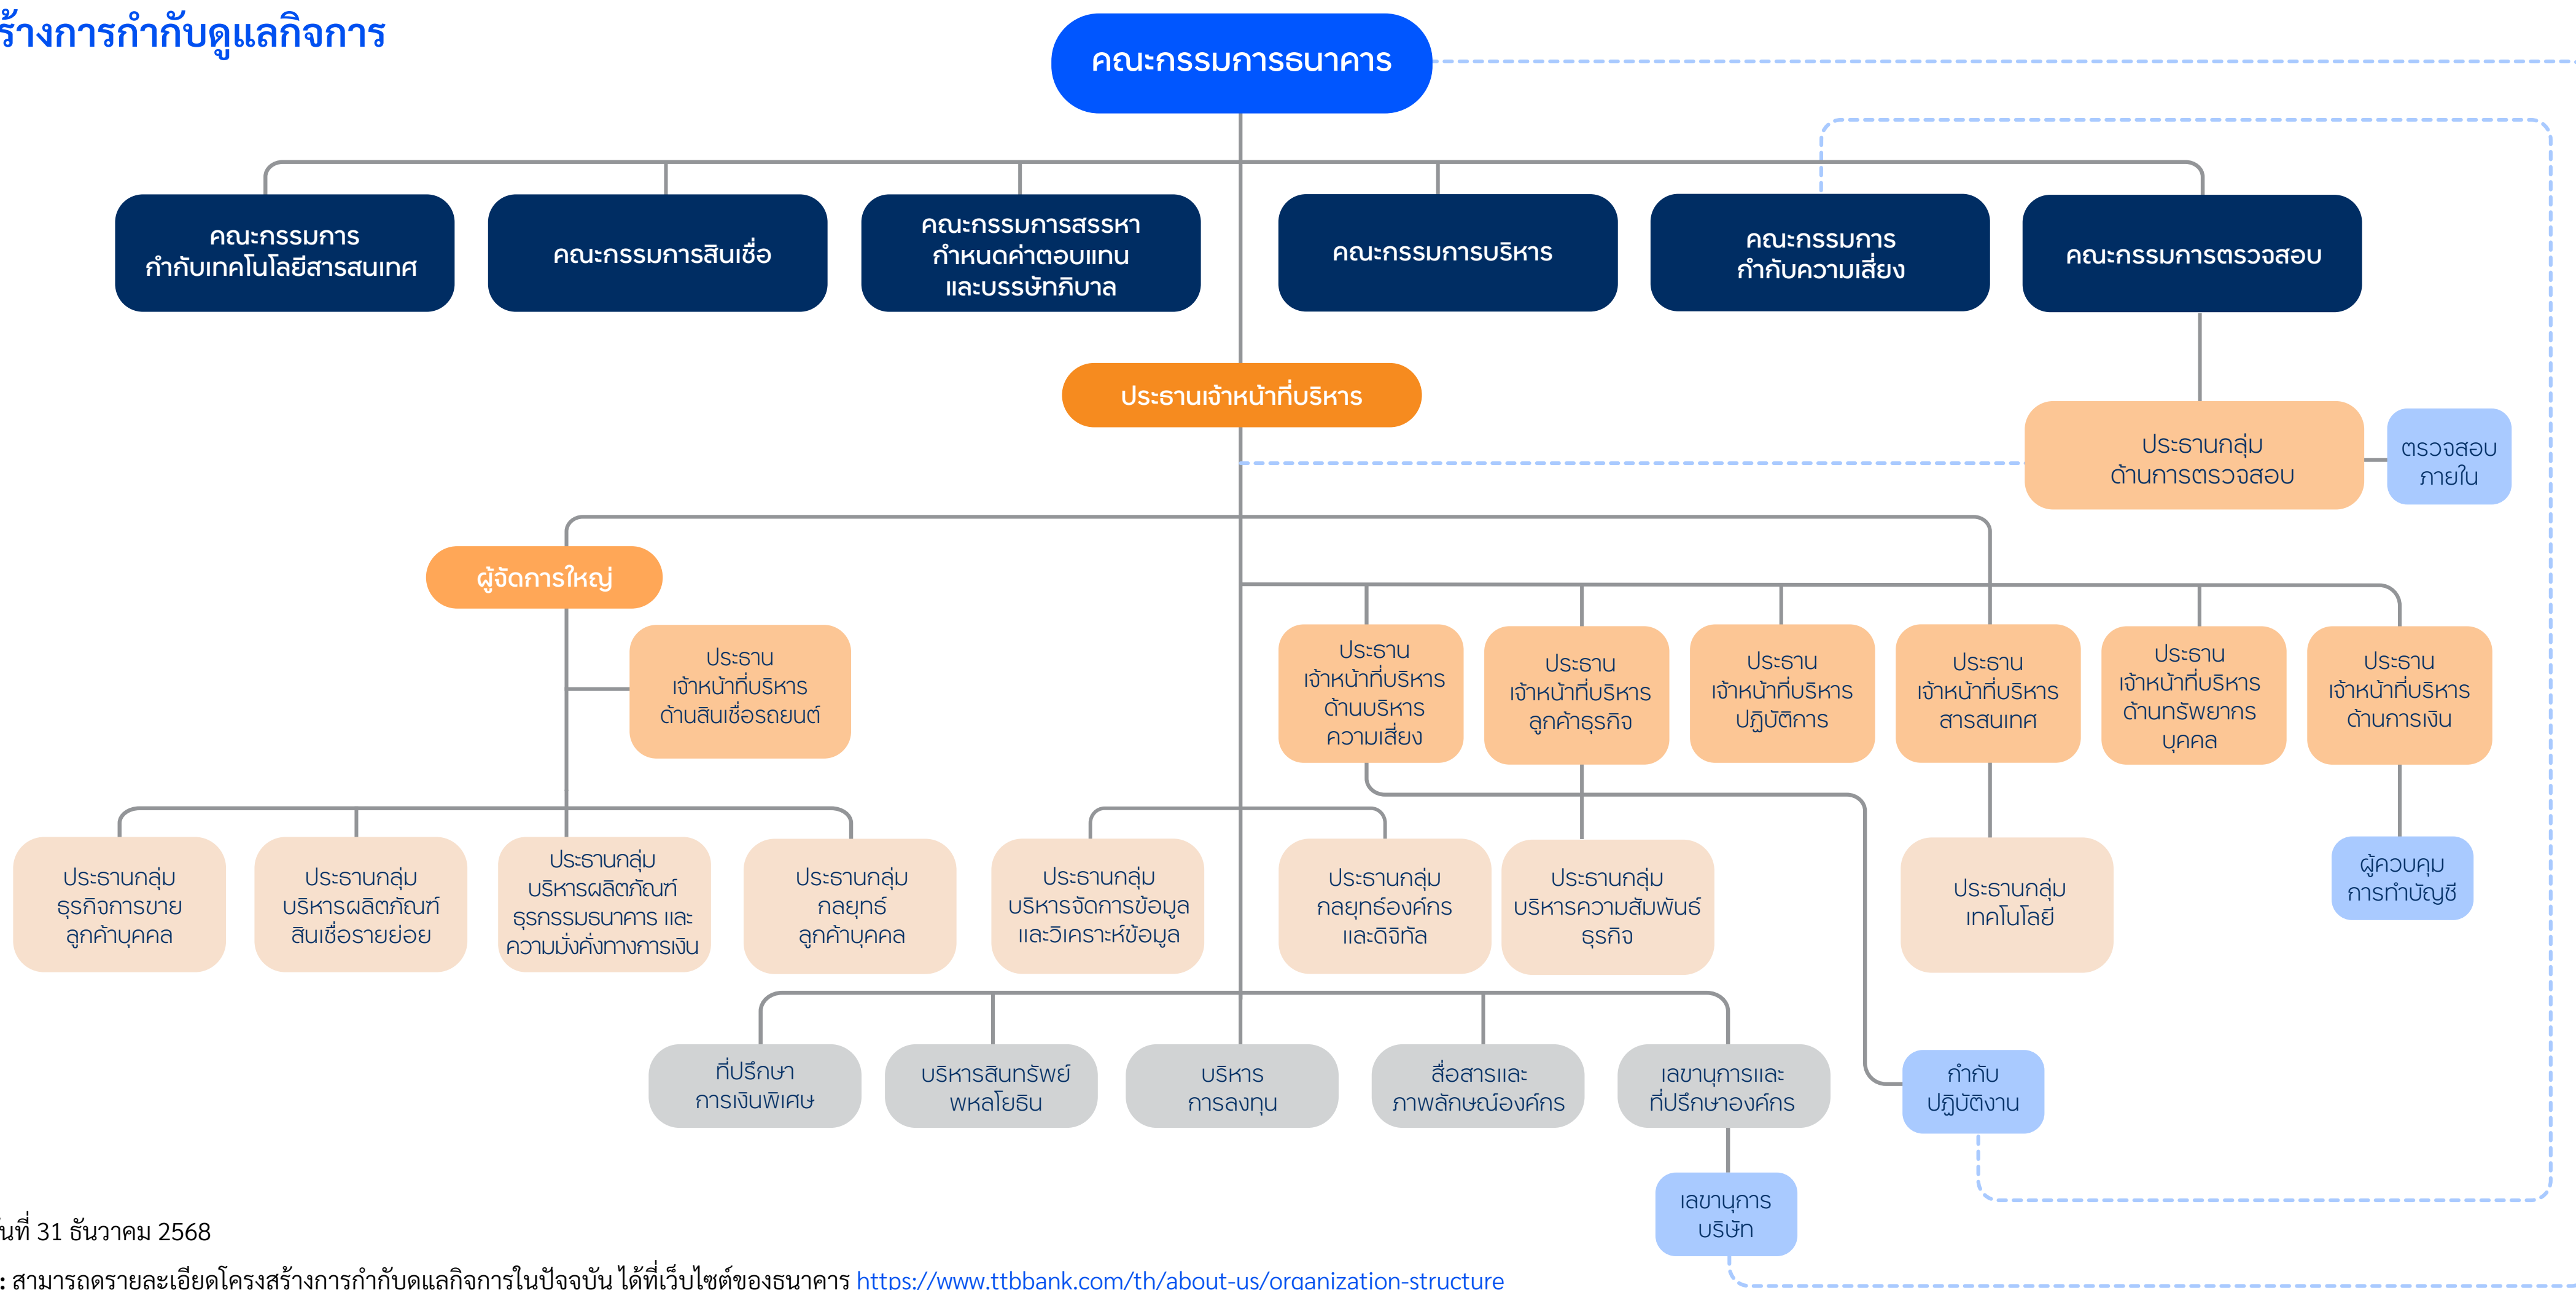 ร้างการกำกับดูแลกิจการ
คณะกรรมการธนาคาร
คณะกรรมการ
กำกับเทคโนโลยีสารสนเทศ
คณะกรรมการสินเชื่อ
คณะกรรมการสรรหา
กำหนดค่าตอบแทน
และบรรษัทภิบาล
คณะกรรมการบริหาร
คณะกรรมการ
กำกับความเสี่ยง
คณะกรรมการตรวจสอบ
ประธานเจ้าหน้าที่บริหาร
ประธานกลุ่ม
ด้านการตรวจสอบ
ตรวจสอบ
ภายใน
ผู้จัดการใหญ่
ประธาน
เจ้าหน้าที่บริหาร
ด้านสินเชื่อรถยนต์
ประธาน
เจ้าหน้าที่บริหาร
ด้านบริหาร
ความเสี่ยง
ประธาน
เจ้าหน้าที่บริหาร
ลูกค้าธุรกิจ
ประธาน
เจ้าหน้าที่บริหาร
ปฏิบัติการ
ประธาน
เจ้าหน้าที่บริหาร
สารสนเทศ
ประธาน
เจ้าหน้าที่บริหาร
ด้านทรัพยากร
บุคคล
ประธาน
เจ้าหน้าที่บริหาร
ด้านการเงิน
ประธานกลุ่ม
ธุรกิจการขาย
ลูกค้าบุคคล
ประธานกลุ่ม
บริหารผลิตภัณฑ์
สินเชื่อรายย่อย
ประธานกลุ่ม
บริหารผลิตภัณฑ์
ธุรกรรมธนาคาร และ
ความมั่งคั่งทางการเงิน
ประธานกลุ่ม
กลยุทธ์
ลูกค้าบุคคล
ประธานกลุ่ม
บริหารจัดการข้อมูล
และวิเคราะห์ข้อมูล
ประธานกลุ่ม
กลยุทธ์องค์กร
และดิจิทัล
ประธานกลุ่ม
บริหารความสัมพันธ์
ธุรกิจ
ประธานกลุ่ม
เทคโนโลยี
ผู้ควบคุม
การทำบัญชี
ที่ปรึกษา
การเงินพิเศษ
บริหารสินทรัพย์
พหลโยธิน
บริหาร
การลงทุน
สื่อสารและ
ภาพลักษณ์องค์กร
เลขานุการและ
ที่ปรึกษาองค์กร
กำกับ
ปฏิบัติงาน
เลขานุการ
บริษัท
ันที่ 31 ธันวาคม 2568
: สามารถดูรายละเอียดโครงสร้างการกำกับดูแลกิจการในปัจจุบัน ได้ที่เว็บไซต์ของธนาคาร https://www.ttbbank.com/th/about-us/organization-structure